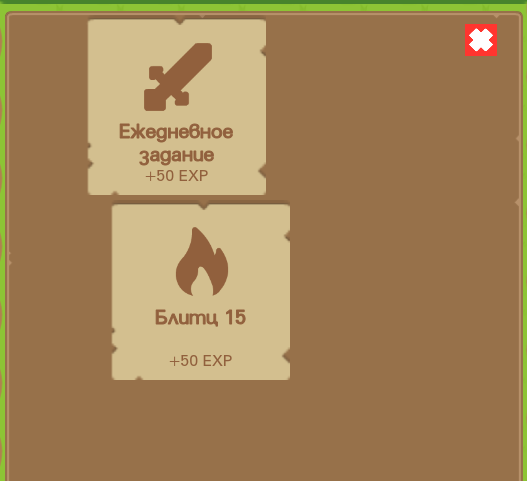 Ежедневное
задание
+50 EXP
Блитц 15
+50 EXP